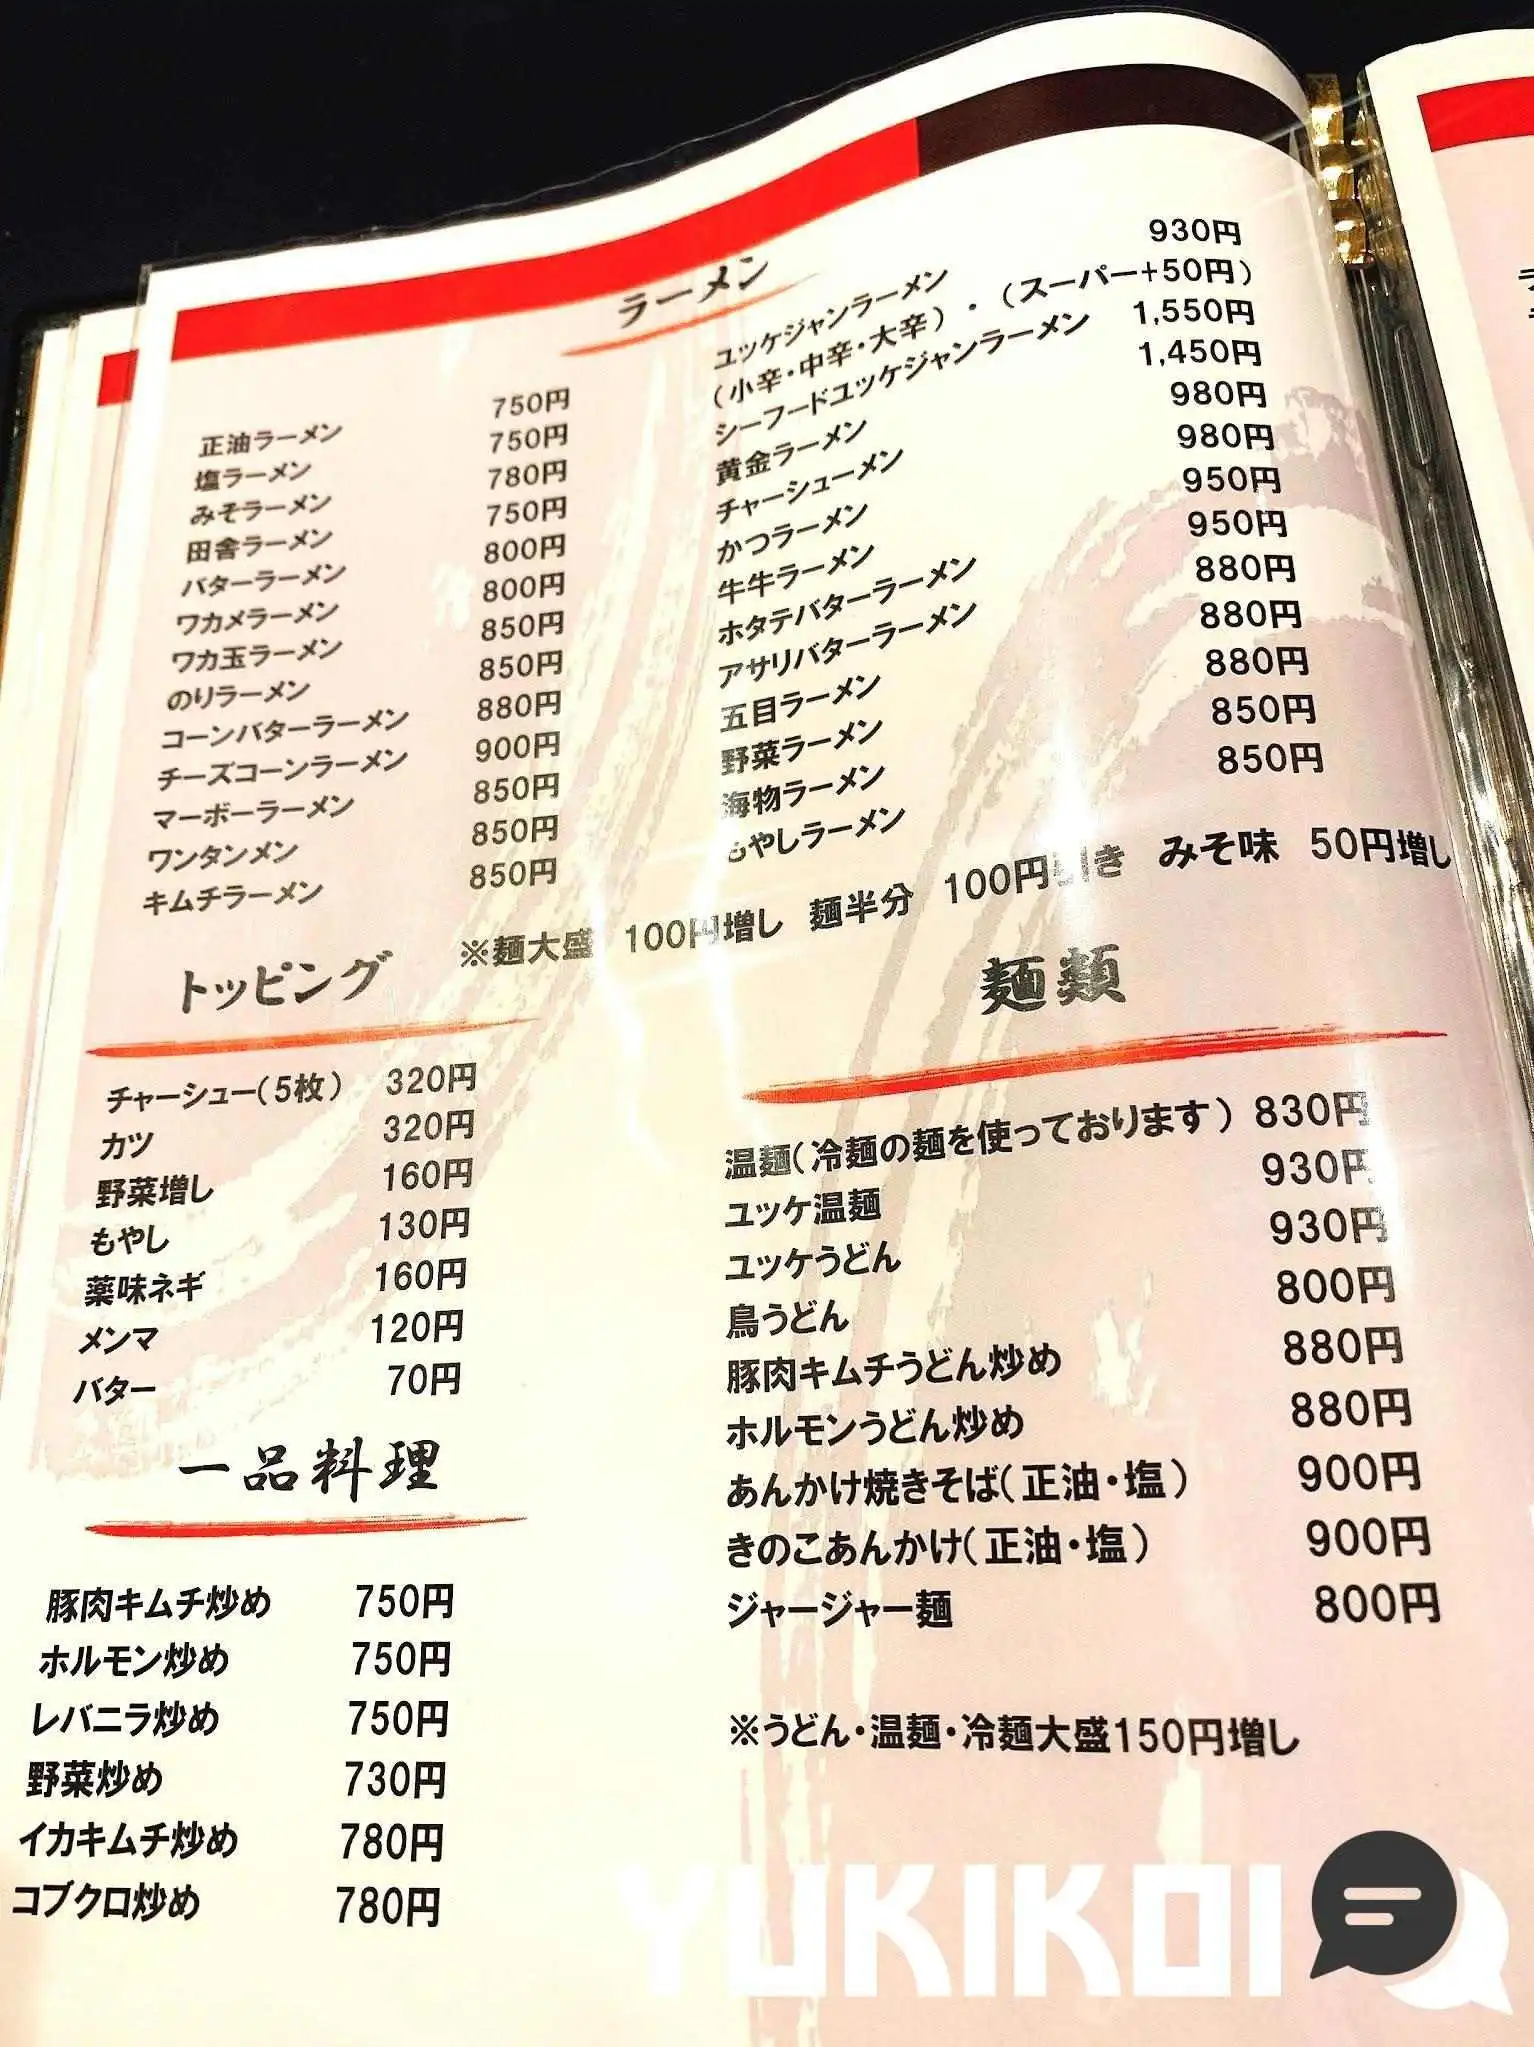 ラーメン
正油ラーメン 750円
塩ラーメン 750円
みそラーメン 780円
田舎ラーメン 750円
バターラーメン 800円
ワカメラーメン 800円
ワカ玉ラーメン 850円
のりラーメン 850円
コーンバターラーメン 880円
チーズコーンラーメン 900円
マーボーラーメン 850円
ワンタンメン 850円
キムチラーメン 850円
ユッケジャンラーメン 930円
(小辛・中辛・大辛)・(スーパー+50円)
シーフードユッケジャンラーメン 1,550円
黄金ラーメン 1,450円
チャーシューメン 980円
かつラーメン 980円
牛牛ラーメン 950円
ホタテバターラーメン 950円
アサリバターラーメン 880円
五目ラーメン 880円
野菜ラーメン 880円
海物ラーメン 850円
もやしラーメン 850円
※麺大盛 100円増し 麺半分 100円引き みそ味 50円増し
トッピング
チャーシュー(5枚) 320円
カツ 320円
野菜増し 160円
もやし 130円
薬味ネギ 160円
メンマ 120円
バター 70円
一品料理
豚肉キムチ炒め 750円
ホルモン炒め 750円
レバニラ炒め 750円
野菜炒め 730円
イカキムチ炒め 780円
コブクロ炒め 780円
麺類
温麺(冷麺の麺を使っております) 830円
ユッケ温麺 930円
ユッケうどん 930円
鳥うどん 800円
豚肉キムチうどん炒め 880円
ホルモンうどん炒め 880円
あんかけ焼きそば(正油・塩) 900円
きのこあんかけ(正油・塩) 900円
ジャージャー麺 800円
※うどん・温麺・冷麺大盛150円増し
YUKIKOI